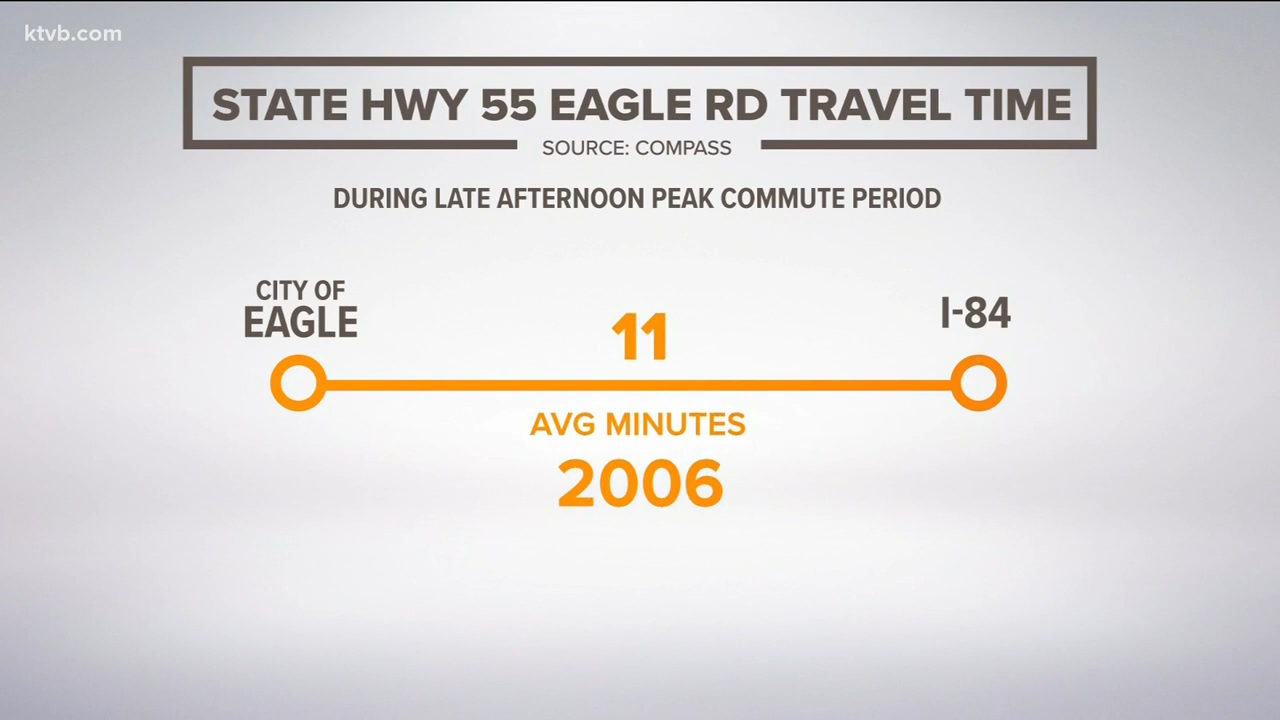 ktvb.com
STATE HWY 55 EAGLE RD TRAVEL TIME
SOURCE: COMPASS
DURING LATE AFTERNOON PEAK COMMUTE PERIOD
CITY OF
EAGLE
11
I-84
AVG MINUTES
2006